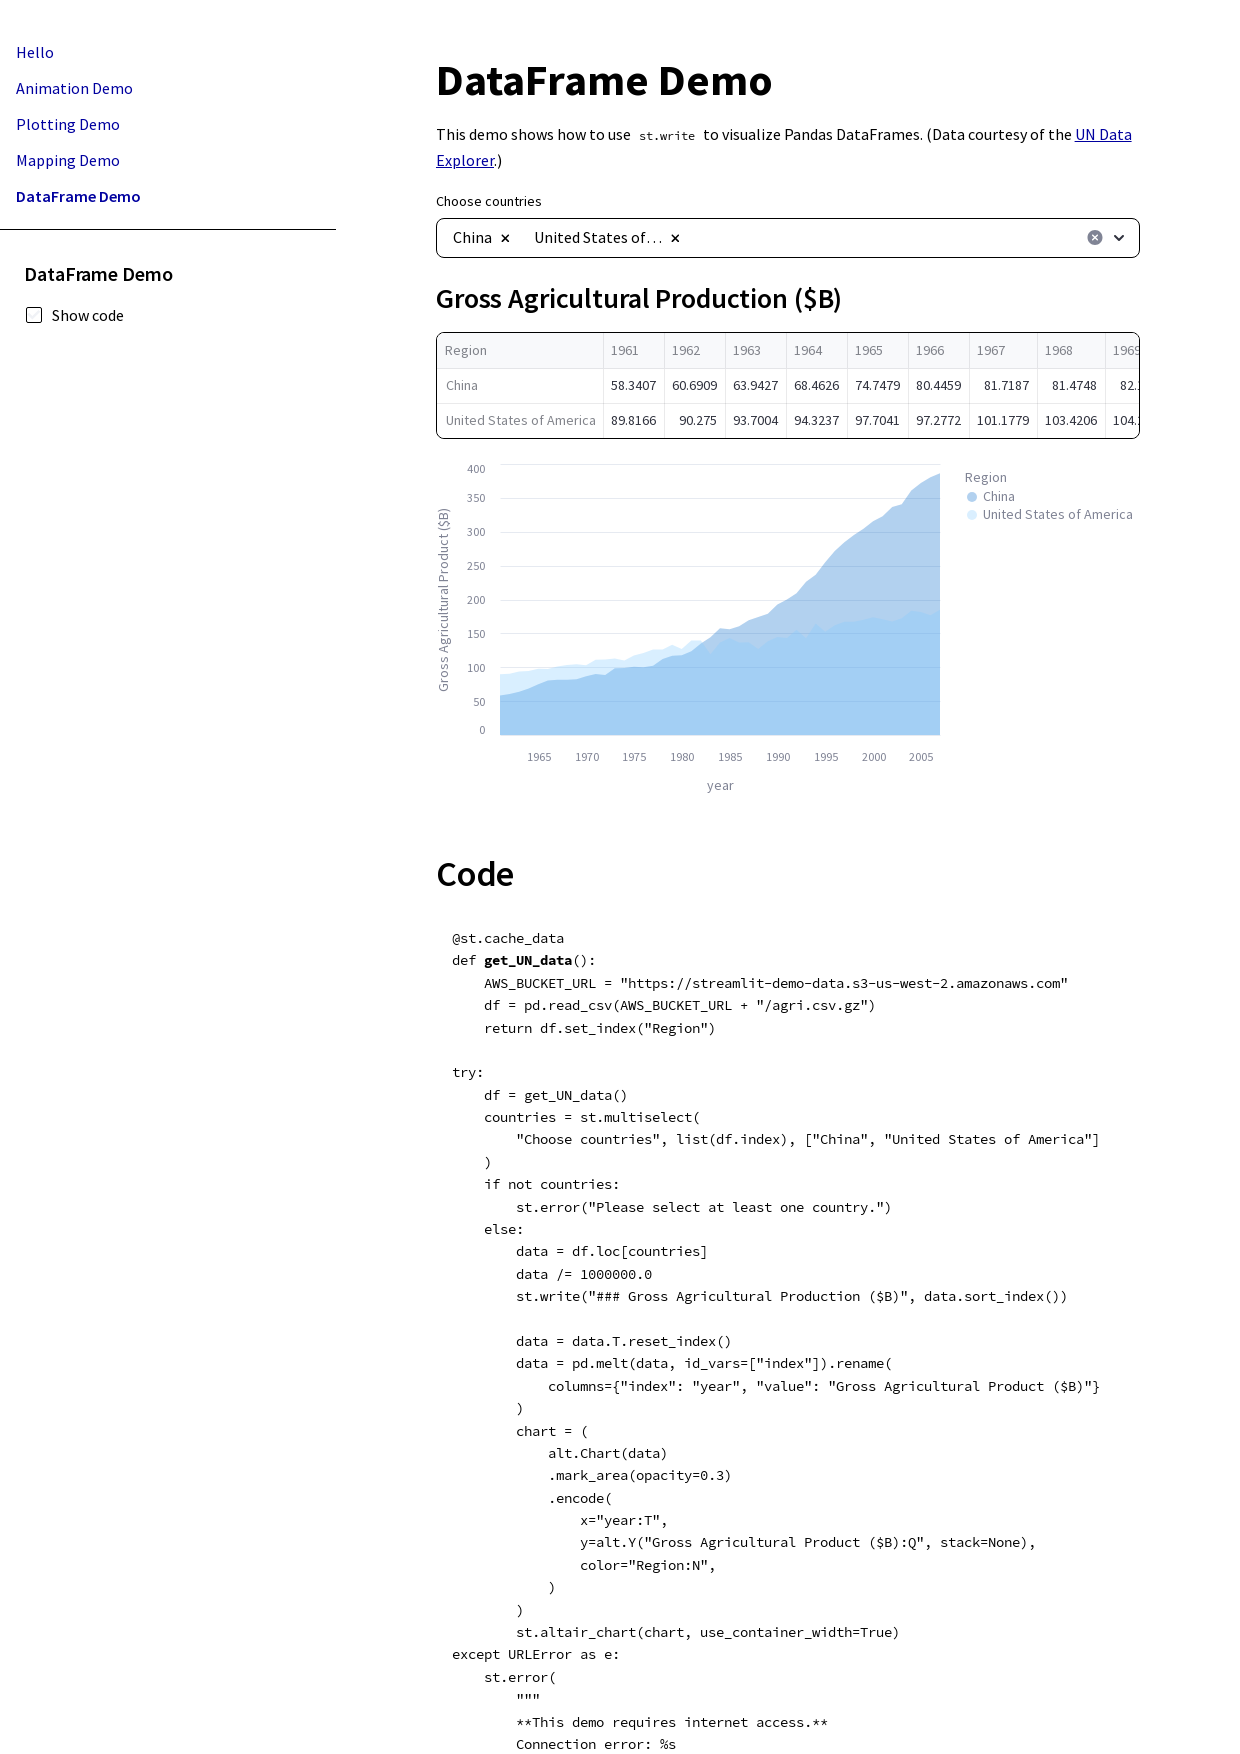 Hello
Animation Demo
Plotting Demo
Mapping Demo
DataFrame Demo
DataFrame Demo
Show code
DataFrame Demo
This demo shows how to use st.write to visualize Pandas DataFrames. (Data courtesy of the UN Data
Explorer.)
Choose countries
China × United States of… ×
Gross Agricultural Production ($B)
Region 1961 1962 1963 1964 1965 1966 1967 1968 1969
China 58.3407 60.6909 63.9427 68.4626 74.7479 80.4459 81.7187 81.4748 82.
United States of America 89.8166 90.275 93.7004 94.3237 97.7041 97.2772 101.1779 103.4206 104.
Gross Agricultural Product ($B)
400
350
300
250
200
150
100
50
0
1965 1970 1975 1980 1985 1990 1995 2000 2005
year
Region
China
United States of America
Code
@st.cache_data
def get_UN_data():
    AWS_BUCKET_URL = "https://streamlit-demo-data.s3-us-west-2.amazonaws.com"
    df = pd.read_csv(AWS_BUCKET_URL + "/agri.csv.gz")
    return df.set_index("Region")
try:
    df = get_UN_data()
    countries = st.multiselect(
        "Choose countries", list(df.index), ["China", "United States of America"]
    )
    if not countries:
        st.error("Please select at least one country.")
    else:
        data = df.loc[countries]
        data /= 1000000.0
        st.write("### Gross Agricultural Production ($B)", data.sort_index())
        data = data.T.reset_index()
        data = pd.melt(data, id_vars=["index"]).rename(
            columns={"index": "year", "value": "Gross Agricultural Product ($B)"}
        )
        chart = (
            alt.Chart(data)
            .mark_area(opacity=0.3)
            .encode(
                x="year:T",
                y=alt.Y("Gross Agricultural Product ($B):Q", stack=None),
                color="Region:N",
            )
        )
        st.altair_chart(chart, use_container_width=True)
except URLError as e:
    st.error(
        """
        **This demo requires internet access.**
        Connection error: %s